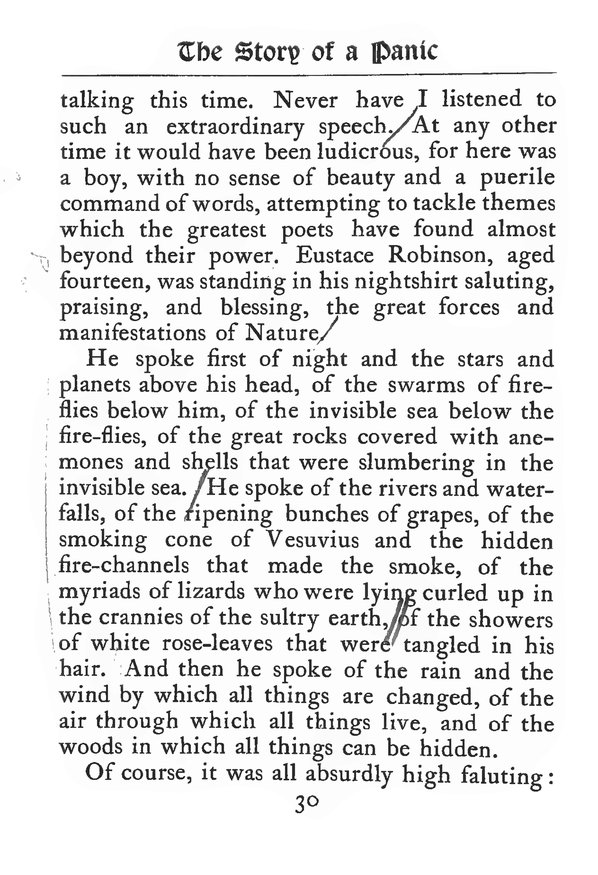 The Story of a Panic
talking this time. Never have I listened to
such an extraordinary speech. At any other
time it would have been ludicrous, for here was
a boy, with no sense of beauty and a puerile
command of words, attempting to tackle themes
which the greatest poets have found almost
beyond their power. Eustace Robinson, aged
fourteen, was standing in his nightshirt saluting,
praising, and blessing, the great forces and
manifestations of Nature.
He spoke first of night and the stars and
planets above his head, of the swarms of fire-
flies below him, of the invisible sea below the
fire-flies, of the great rocks covered with ane-
mones and shells that were slumbering in the
invisible sea. He spoke of the rivers and water-
falls, of the ripening bunches of grapes, of the
smoking cone of Vesuvius and the hidden
fire-channels that made the smoke, of the
myriads of lizards who were lying curled up in
the crannies of the sultry earth, of the showers
of white rose-leaves that were tangled in his
hair. And then he spoke of the rain and the
wind by which all things are changed, of the
air through which all things live, and of the
woods in which all things can be hidden.
Of course, it was all absurdly high faluting:
30